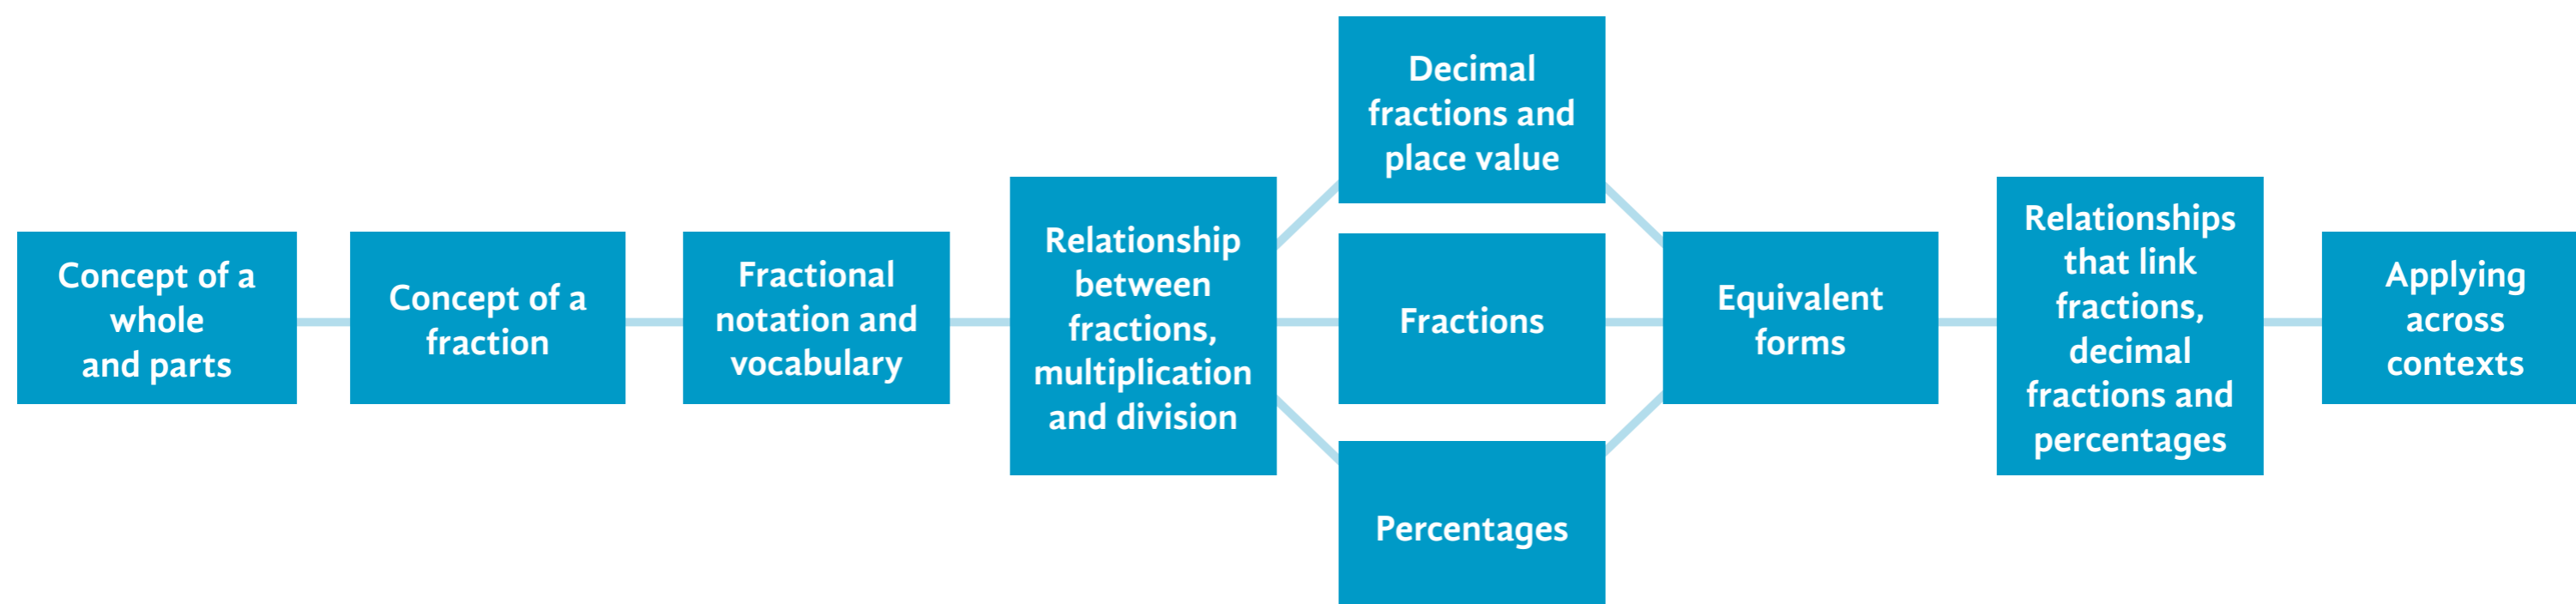 Concept of a
whole
and parts
Concept of a
fraction
Fractional
notation and
vocabulary
Relationship
between
fractions,
multiplication
and division
Decimal
fractions and
place value
Fractions
Percentages
Equivalent
forms
Relationships
that link
fractions,
decimal
fractions and
percentages
Applying
across
contexts